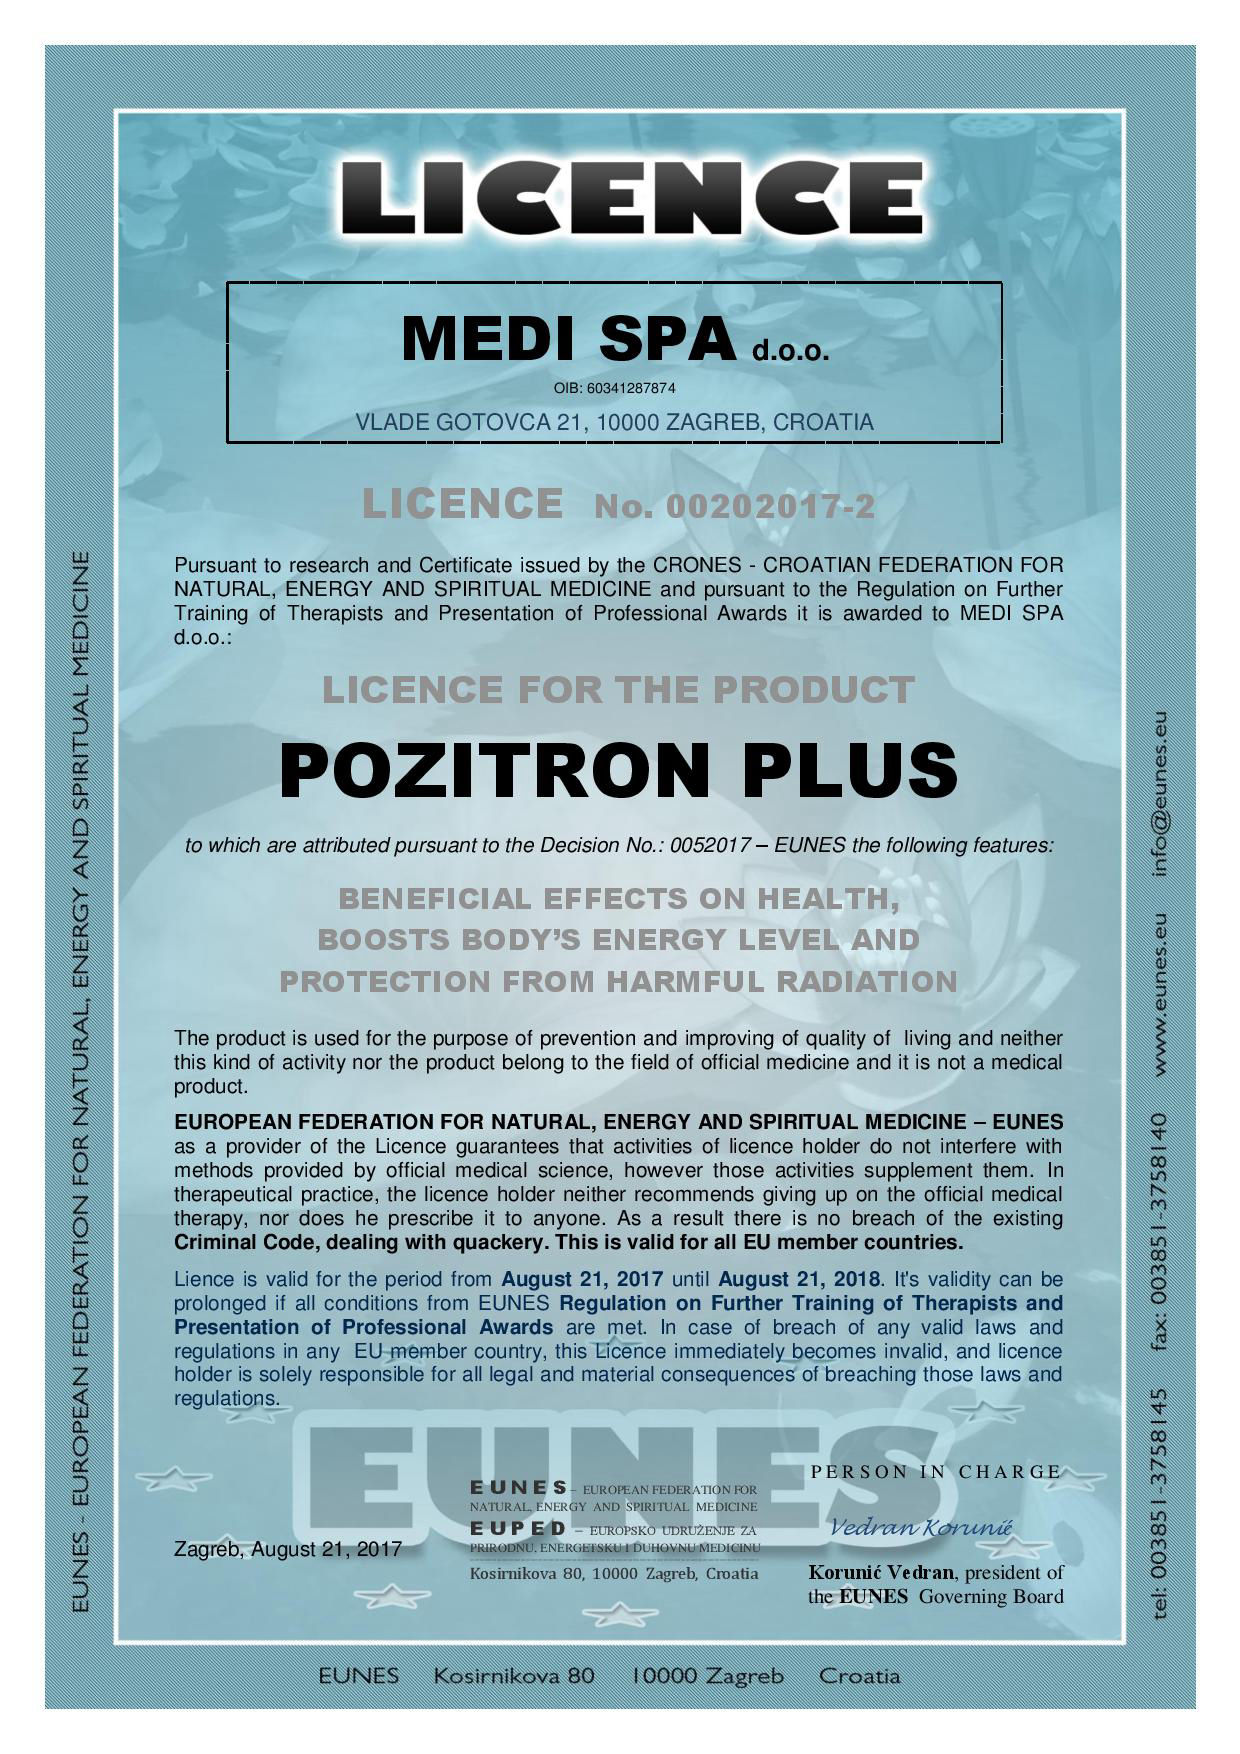 LICENCE
MEDI SPA d.o.o.
OIB: 60341287874
VLADE GOTOVCA 21, 10000 ZAGREB, CROATIA
LICENCE No. 00202017-2
Pursuant to research and Certificate issued by the CRONES - CROATIAN FEDERATION FOR
NATURAL, ENERGY AND SPIRITUAL MEDICINE and pursuant to the Regulation on Further
Training of Therapists and Presentation of Professional Awards it is awarded to MEDI SPA
d.o.o.:
LICENCE FOR THE PRODUCT
POZITRON PLUS
to which are attributed pursuant to the Decision No.: 0052017 – EUNES the following features:
BENEFICIAL EFFECTS ON HEALTH,
BOOSTS BODY'S ENERGY LEVEL AND
PROTECTION FROM HARMFUL RADIATION
The product is used for the purpose of prevention and improving of quality of living and neither
this kind of activity nor the product belong to the field of official medicine and it is not a medical
product.
EUROPEAN FEDERATION FOR NATURAL, ENERGY AND SPIRITUAL MEDICINE – EUNES
as a provider of the Licence guarantees that activities of licence holder do not interfere with
methods provided by official medical science, however those activities supplement them. In
therapeutical practice, the licence holder neither recommends giving up on the official medical
therapy, nor does he prescribe it to anyone. As a result there is no breach of the existing
Criminal Code, dealing with quackery. This is valid for all EU member countries.
Lience is valid for the period from August 21, 2017 until August 21, 2018. It's validity can be
prolonged if all conditions from EUNES Regulation on Further Training of Therapists and
Presentation of Professional Awards are met. In case of breach of any valid laws and
regulations in any EU member country, this Licence immediately becomes invalid, and licence
holder is solely responsible for all legal and material consequences of breaching those laws and
regulations.
EUNES
Zagreb, August 21, 2017
EUNES – EUROPEAN FEDERATION FOR
NATURAL, ENERGY AND SPIRITUAL MEDICINE
EUPED – EUROPSKO UDRUŽENJE ZA
PRIRODNU, ENERGETSKU I DUHOVNU MEDICINU
Kosirnikova 80, 10000 Zagreb, Croatia
PERSON IN CHARGE
Vedran Korunić
Korunić Vedran, president of
the EUNES Governing Board
EUNES - EUROPEAN FEDERATION FOR NATURAL, ENERGY AND SPIRITUAL MEDICINE
tel: 00385 1-3758145 fax: 00385 1-3758140 www.eunes.eu info@eunes.eu
EUNES Kosirnikova 80 10000 Zagreb Croatia